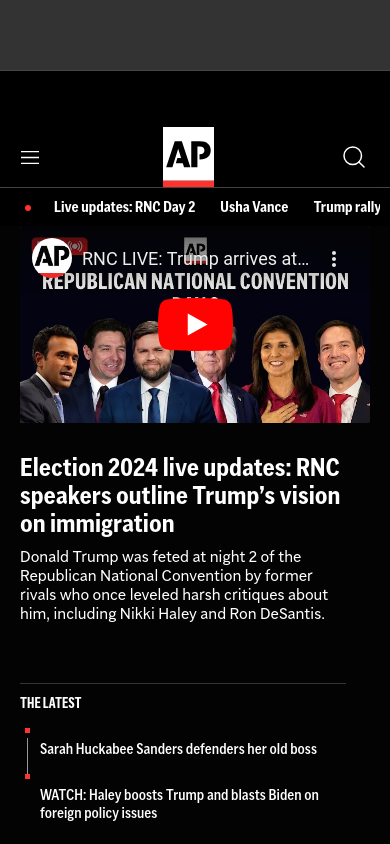 AP
Live updates: RNC Day 2
Usha Vance
Trump rally
AP
AP
RNC LIVE: Trump arrives at...
REPUBLICAN NATIONAL CONVENTION
Election 2024 live updates: RNC
speakers outline Trump’s vision
on immigration
Donald Trump was feted at night 2 of the
Republican National Convention by former
rivals who once leveled harsh critiques about
him, including Nikki Haley and Ron DeSantis.
THE LATEST
Sarah Huckabee Sanders defenders her old boss
WATCH: Haley boosts Trump and blasts Biden on
foreign policy issues